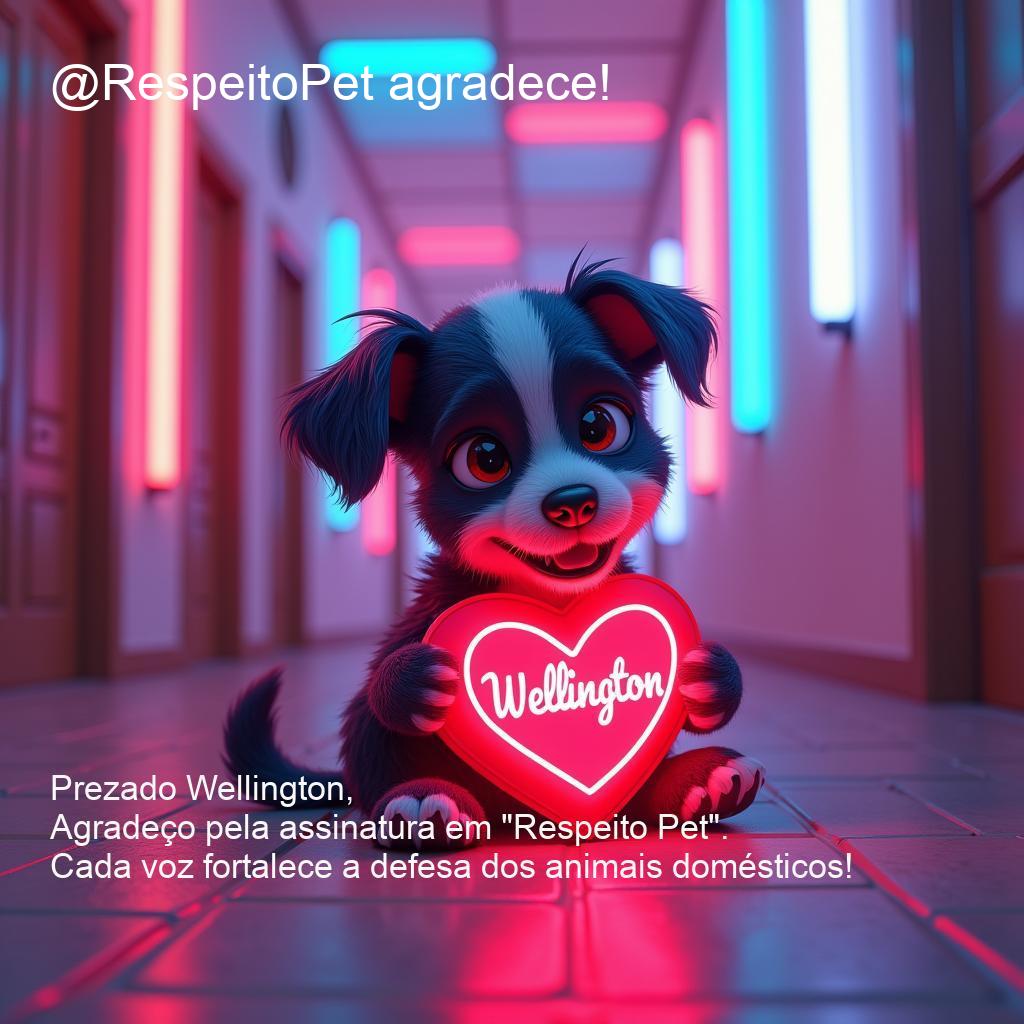 @RespeitoPet agradece!
Wellington
Prezado Wellington,
Agradeço pela assinatura em "Respeito Pet".
Cada voz fortalece a defesa dos animais domésticos!